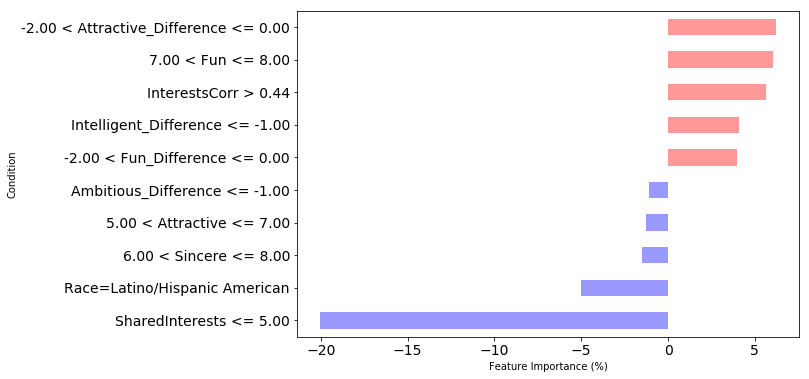 -2.00 < Attractive_Difference <= 0.00
7.00 < Fun <= 8.00
InterestsCorr > 0.44
Intelligent_Difference <= -1.00
-2.00 < Fun_Difference <= 0.00
Ambitious_Difference <= -1.00
5.00 < Attractive <= 7.00
6.00 < Sincere <= 8.00
Race=Latino/Hispanic American
SharedInterests <= 5.00
Condition
−20 −15 −10 −5 0 5
Feature Importance (%)